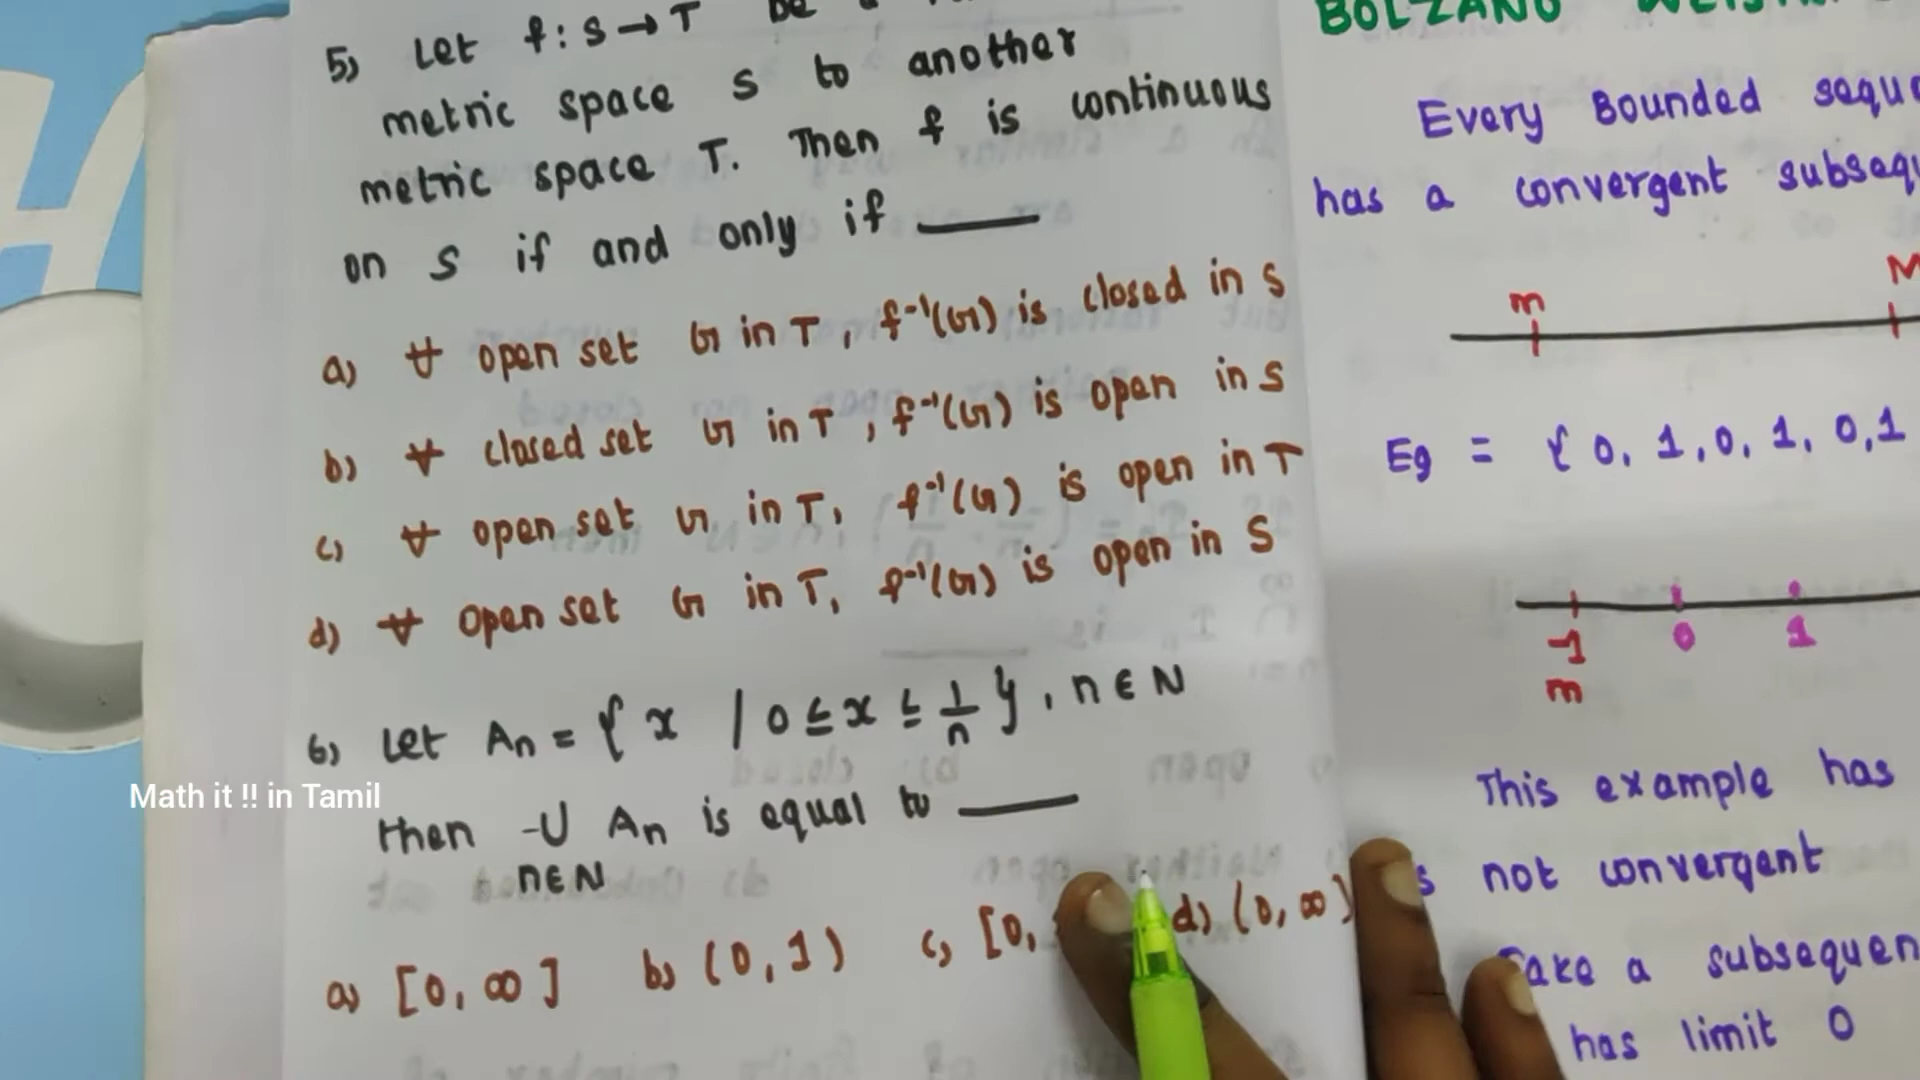 5) Let f : S → T be a
metric space S to another
metric space T. Then f is continuous
on S if and only if ____
a) ∀ open set G in T, f⁻¹(G) is closed in S
b) ∀ closed set G in T, f⁻¹(G) is open in S
c) ∀ open set G in T, f⁻¹(G) is open in T
d) ∀ open set G in T, f⁻¹(G) is open in S
6) Let An = { x / 0 ≤ x ≤ 1/n }, n ∈ N
then -U An is equal to ____
n∈N
a) [0, ∞] b) (0, 1) c) [0, d) (0, ∞)
BOLZANO
Every Bounded
has a convergent
m M
Eg = { 0, 1, 0, 1, 0, 1
-1 0 1
m
This example has
not convergent
Take a
has limit 0
Math it !! in Tamil